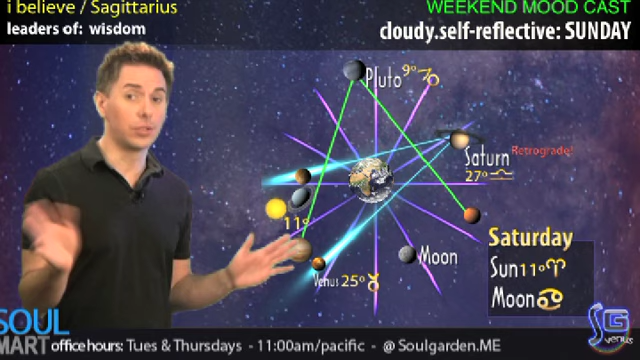 i believe / Sagittarius
WEEKEND MOOD CAST
leaders of: wisdom
cloudy.self-reflective: SUNDAY
Pluto 9° ♑
Saturn
Retrograde!
27° ♎
11°
Moon
Venus 25° ♉
Saturday
Sun 11° ♈
Moon ♋
SG
venus
SOUL
MART
office hours: Tues & Thursdays - 11:00am/pacific - @ Soulgarden.ME